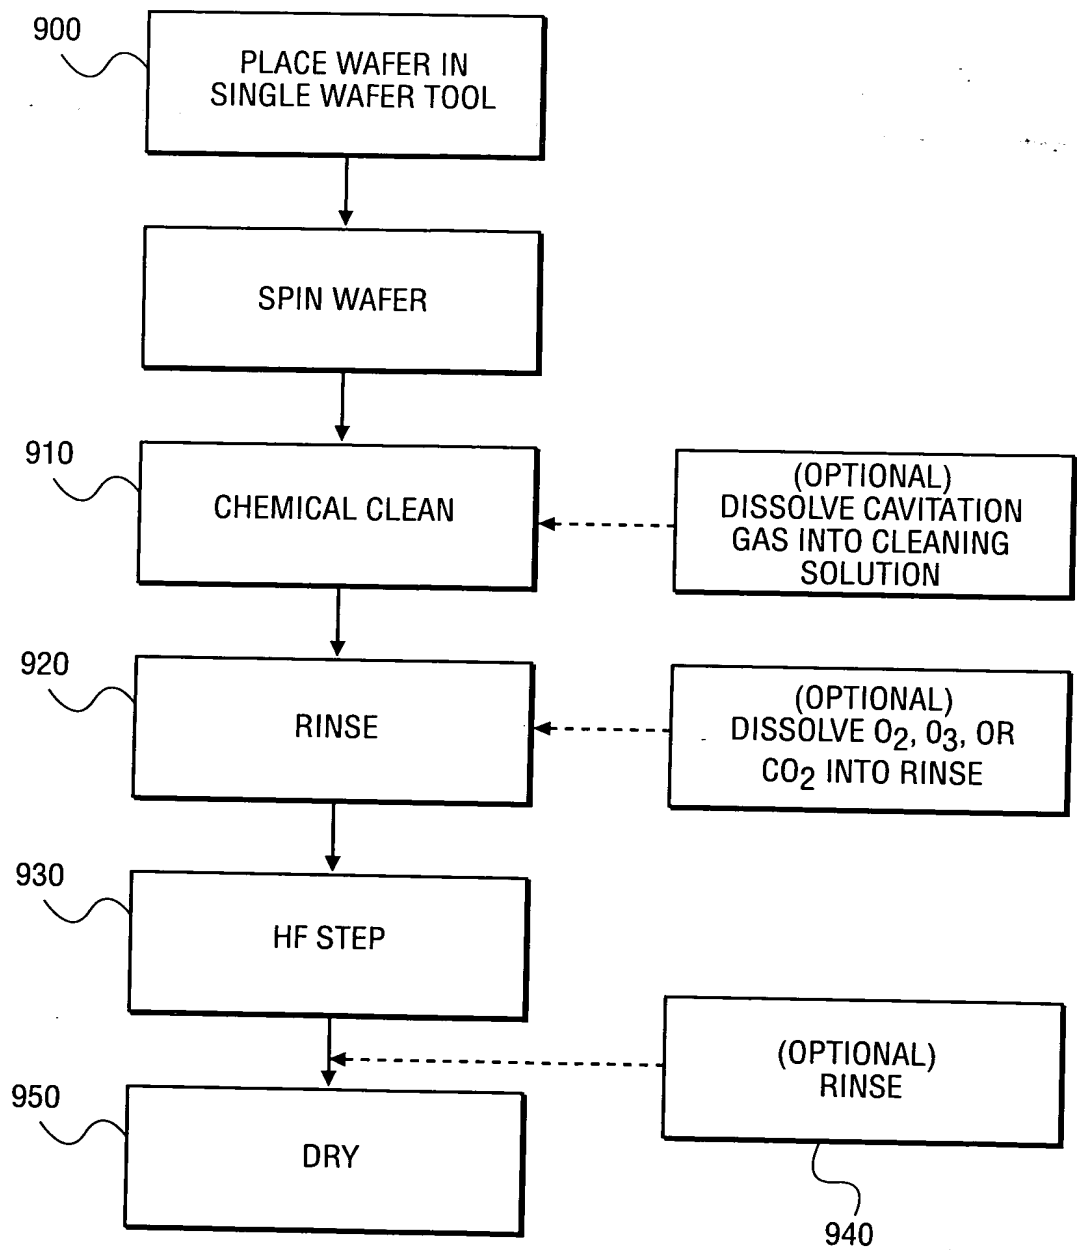 900
PLACE WAFER IN
SINGLE WAFER TOOL
SPIN WAFER
910
CHEMICAL CLEAN
(OPTIONAL)
DISSOLVE CAVITATION
GAS INTO CLEANING
SOLUTION
920
RINSE
(OPTIONAL)
DISSOLVE O2, O3, OR
CO2 INTO RINSE
930
HF STEP
(OPTIONAL)
RINSE
940
950
DRY